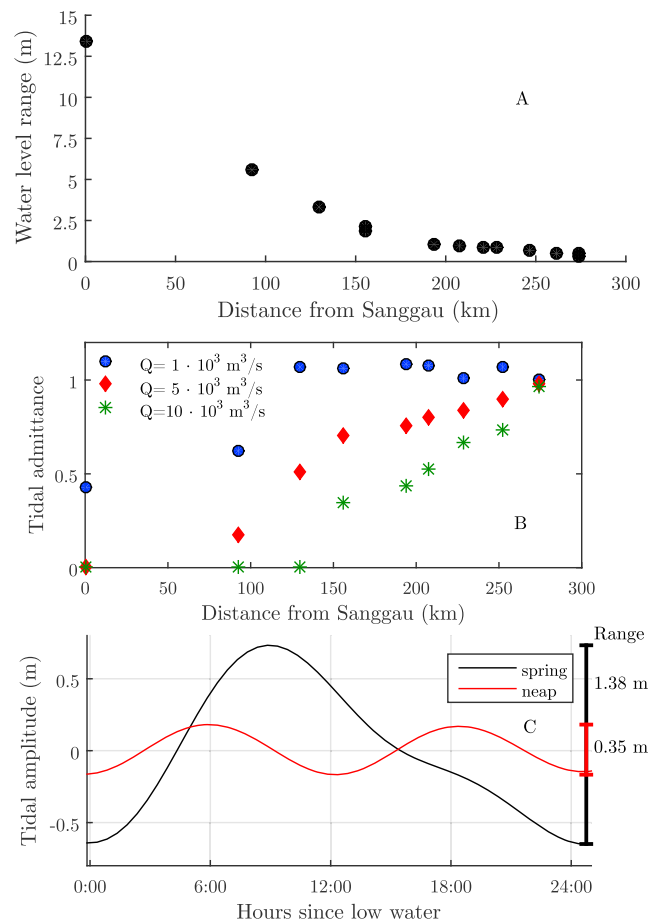 15
12.5
10
7.5
5
2.5
0
Water level range (m)
A
0 50 100 150 200 250 300
Distance from Sanggau (km)
1
0.5
0
Tidal admittance
Q= 1 · 10³ m³/s
Q= 5 · 10³ m³/s
Q=10 · 10³ m³/s
B
0 50 100 150 200 250 300
Distance from Sanggau (km)
Range
0.5
0
-0.5
Tidal amplitude (m)
spring
neap
C
1.38 m
0.35 m
0:00 6:00 12:00 18:00 24:00
Hours since low water